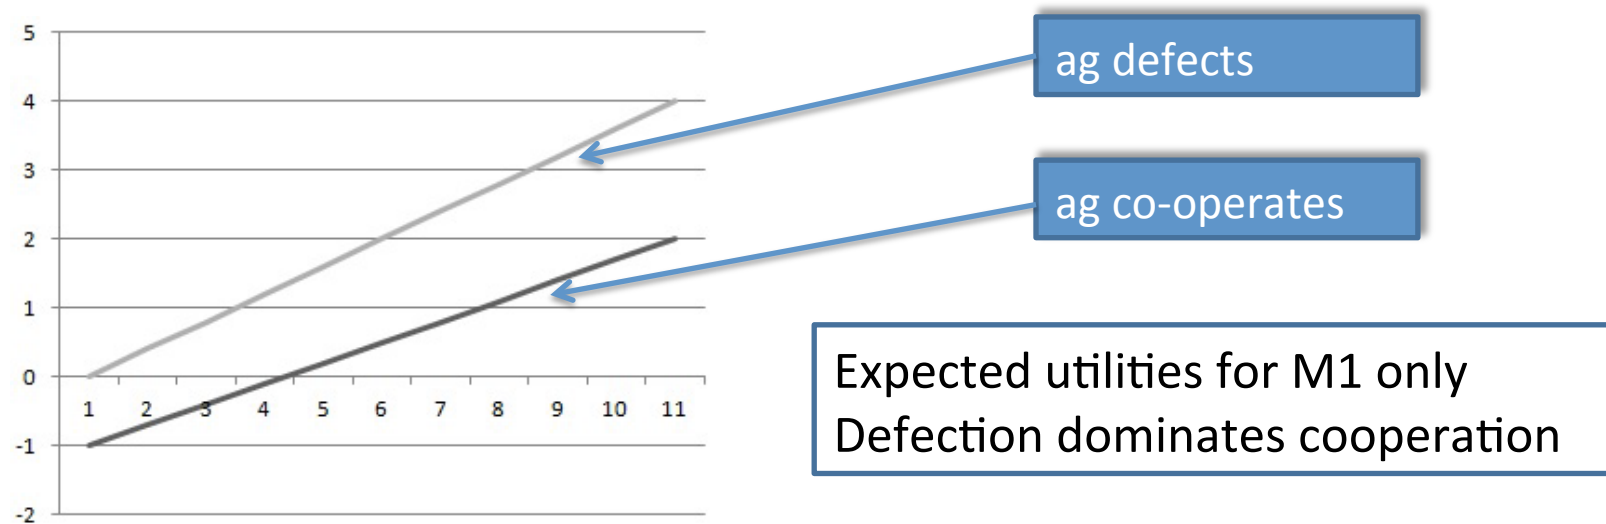 5
4
3
2
1
0
-1
-2
1 2 3 4 5 6 7 8 9 10 11
ag defects
ag co-operates
Expected utilities for M1 only
Defection dominates cooperation